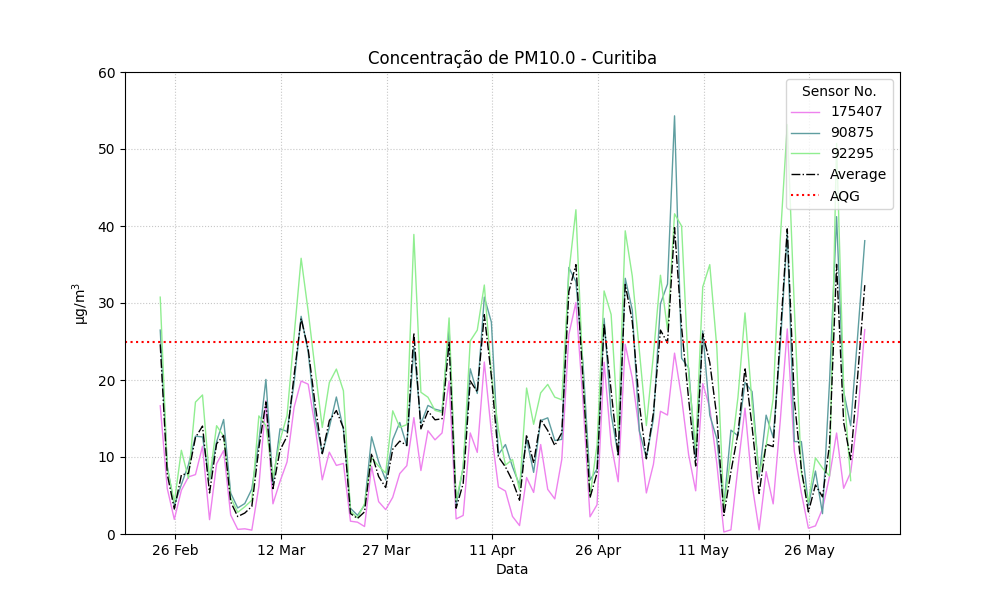 Concentração de PM10.0 - Curitiba
Sensor No.
175407
90875
92295
Average
AQG
60
50
40
30
20
10
0
µg/m³
26 Feb
12 Mar
27 Mar
11 Apr
26 Apr
11 May
26 May
Data